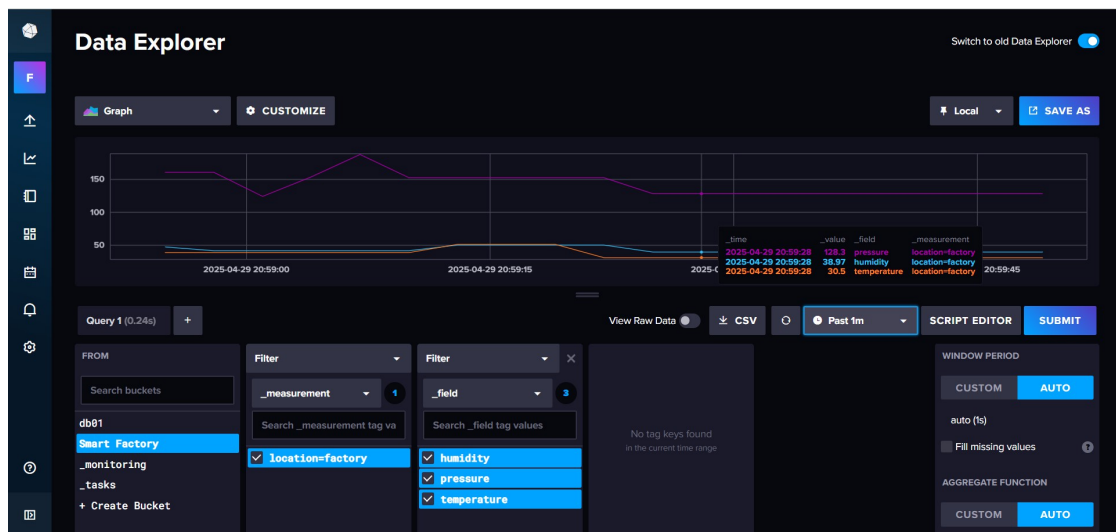 Data Explorer
Switch to old Data Explorer
F
Graph
CUSTOMIZE
Local
SAVE AS
150
100
50
_time _value _field _measurement
2025-04-29 20:59:28 128.3 pressure location=factory
2025-04-29 20:59:28 38.97 humidity location=factory
2025-04-29 20:59:28 30.5 temperature location=factory
2025-04-29 20:59:00
2025-04-29 20:59:15
2025-0
20:59:45
Query 1 (0.24s)
+
View Raw Data
CSV
Past 1m
SCRIPT EDITOR
SUBMIT
FROM
Search buckets
db01
Smart Factory
_monitoring
_tasks
+ Create Bucket
Filter
_measurement
1
Search _measurement tag va
location=factory
Filter
_field
3
Search _field tag values
humidity
pressure
temperature
No tag keys found
in the current time range
WINDOW PERIOD
CUSTOM
AUTO
auto (1s)
Fill missing values
AGGREGATE FUNCTION
CUSTOM
AUTO